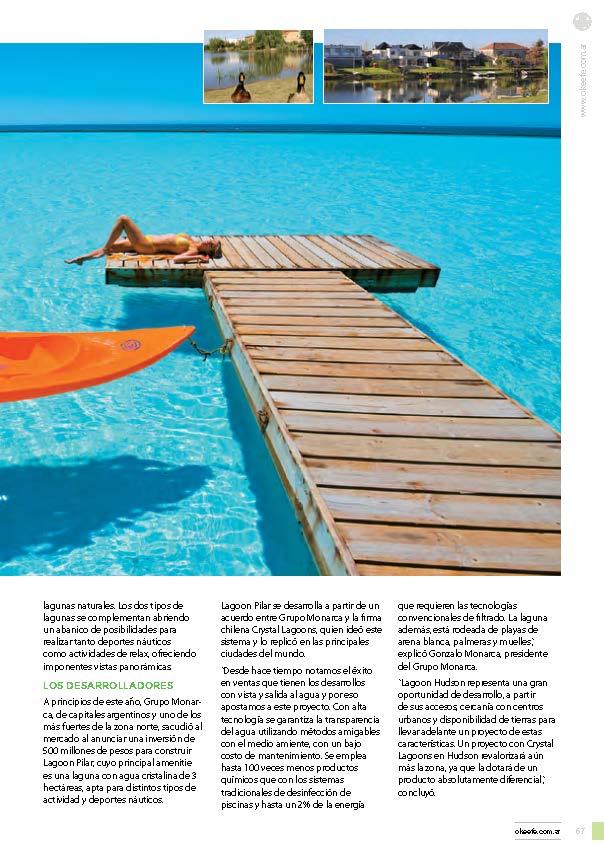 www.okeefe.com.ar
lagunas naturales. Los dos tipos de
lagunas se complementan abriendo
un abanico de posibilidades para
realizar tanto deportes náuticos
como actividades de relax, ofreciendo
imponentes vistas panorámicas.
LOS DESARROLLADORES
A principios de este año, Grupo Monar-
ca, de capitales argentinos y uno de los
más fuertes de la zona norte, sacudió al
mercado al anunciar una inversión de
500 millones de pesos para construir
Lagoon Pilar, cuyo principal amenitie
es una laguna con agua cristalina de 3
hectáreas, apta para distintos tipos de
actividad y deportes náuticos.
Lagoon Pilar se desarrolla a partir de un
acuerdo entre Grupo Monarca y la firma
chilena Crystal Lagoons, quien ideó este
sistema y lo replicó en las principales
ciudades del mundo.
“Desde hace tiempo notamos el éxito
en ventas que tienen los desarrollos
con vista y salida al agua y por eso
apostamos a este proyecto. Con alta
tecnología se garantiza la transparencia
del agua utilizando métodos amigables
con el medio amiente, con un bajo
costo de mantenimiento. Se emplea
hasta 100 veces menos productos
químicos que con los sistemas
tradicionales de desinfección de
piscinas y hasta un 2% de la energía
que requieren las tecnologías
convencionales de filtrado. La laguna
además, está rodeada de playas de
arena blanca, palmeras y muelles”,
explicó Gonzalo Monarca, presidente
del Grupo Monarca.
“Lagoon Hudson representa una gran
oportunidad de desarrollo, a partir
de sus accesos, cercanía con centros
urbanos y disponibilidad de tierras para
llevar adelante un proyecto de estas
características. Un proyecto con Crystal
Lagoons en Hudson revalorizará aún
más la zona, ya que la dotará de un
producto absolutamente diferencial”,
concluyó.
okeefe.com.ar 67